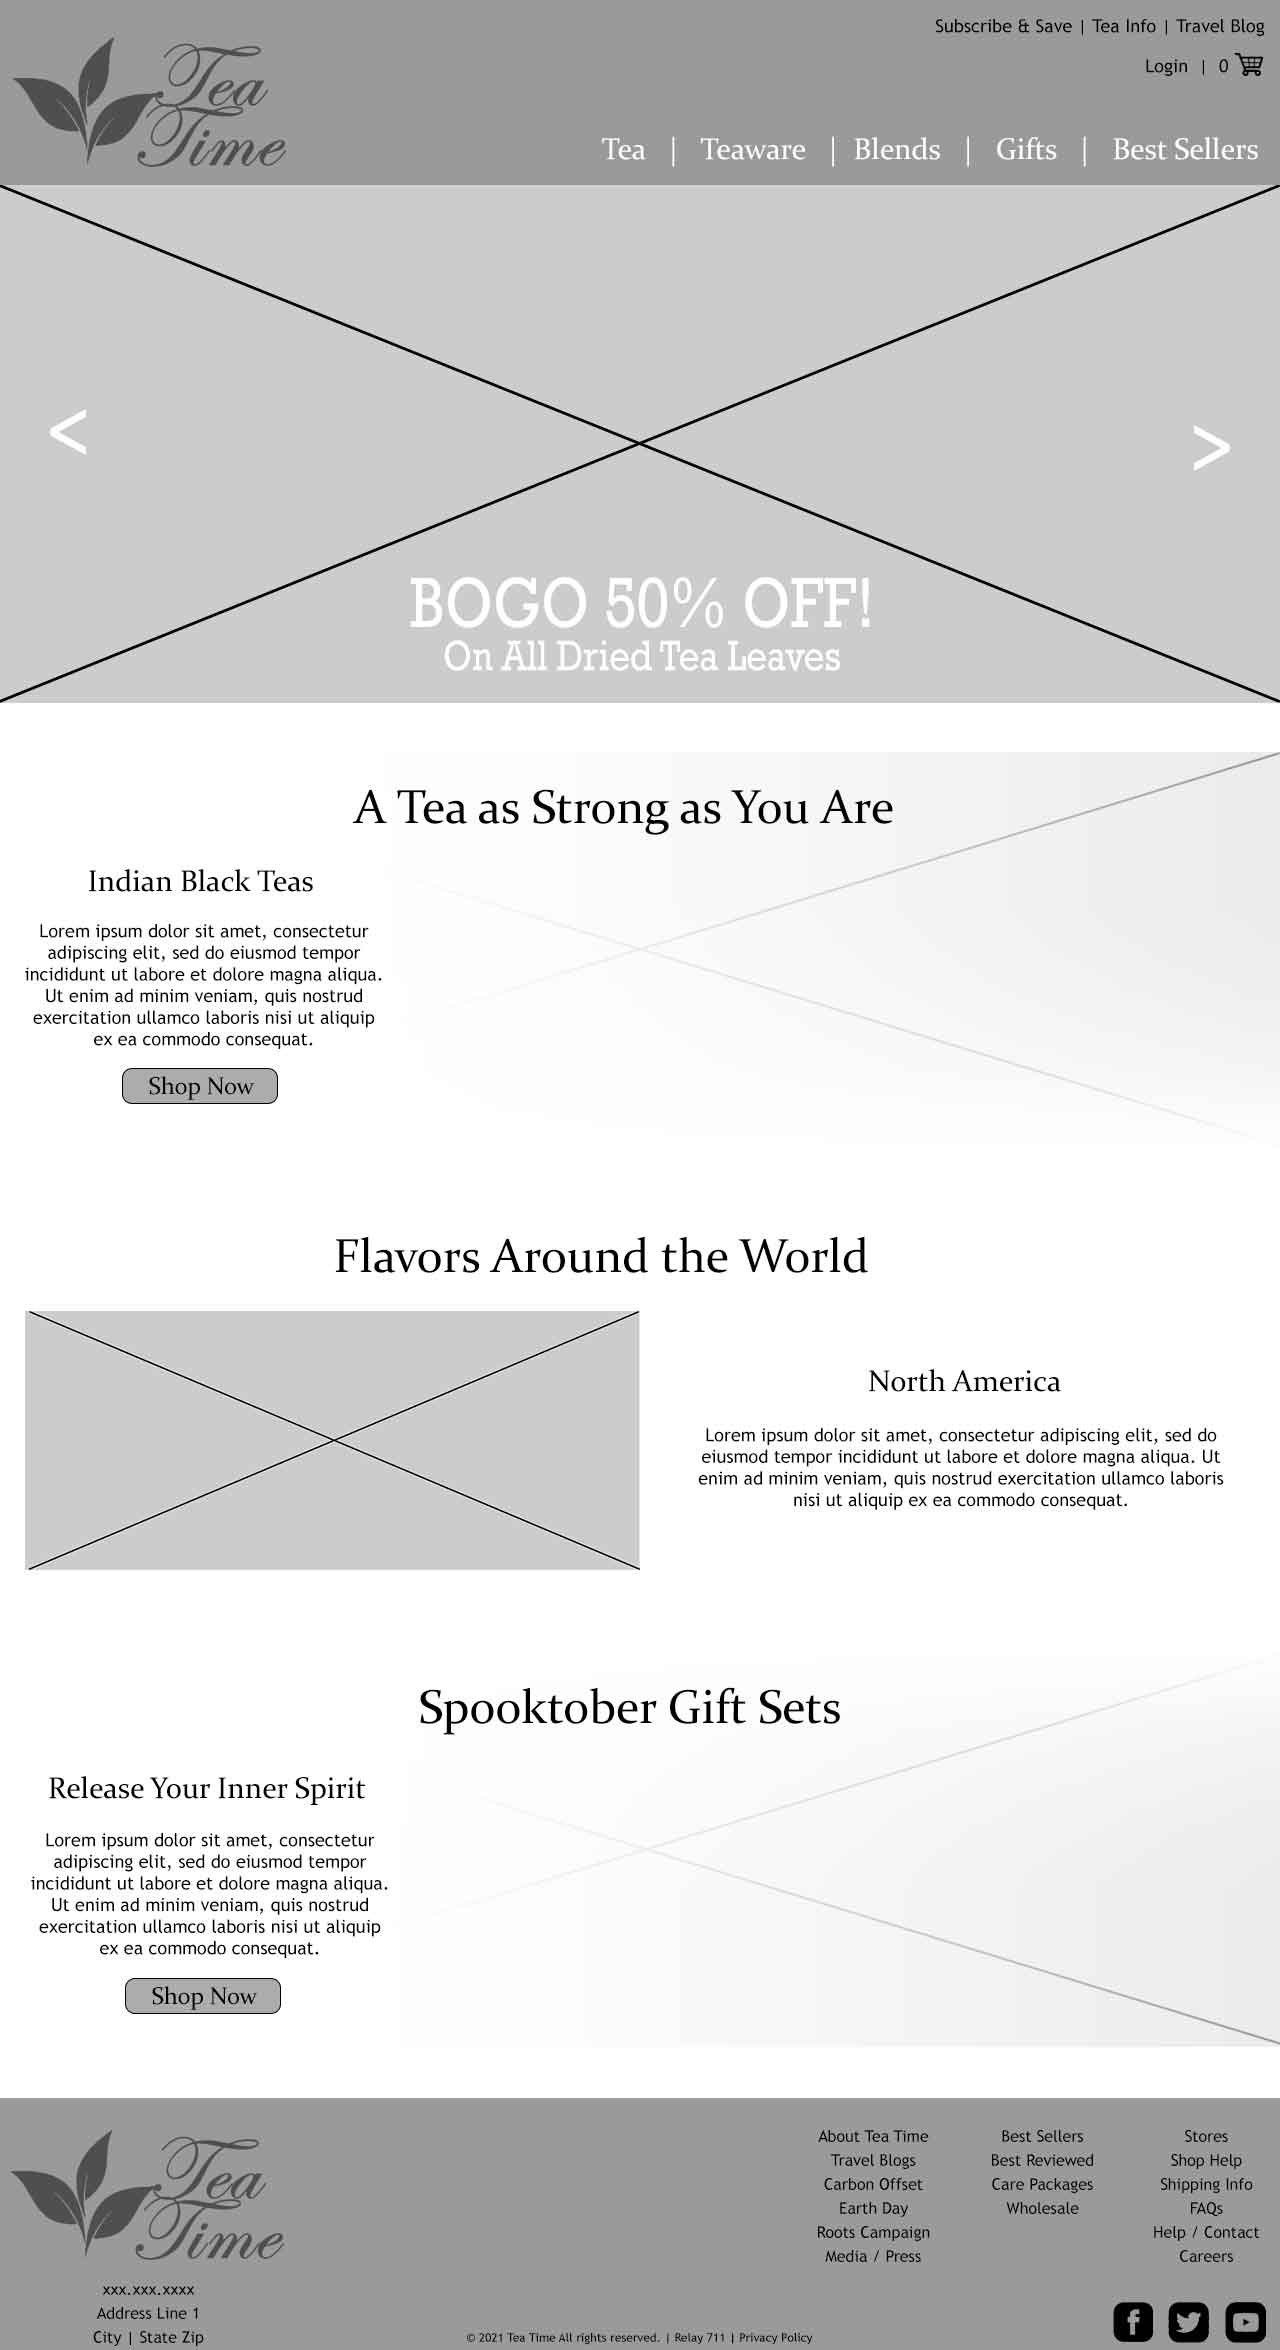 Subscribe & Save | Tea Info | Travel Blog
Login | 0
Tea Time
Tea | Teaware | Blends | Gifts | Best Sellers
<
>
BOGO 50% OFF!
On All Dried Tea Leaves
A Tea as Strong as You Are
Indian Black Teas
Lorem ipsum dolor sit amet, consectetur
adipiscing elit, sed do eiusmod tempor
incididunt ut labore et dolore magna aliqua.
Ut enim ad minim veniam, quis nostrud
exercitation ullamco laboris nisi ut aliquip
ex ea commodo consequat.
Shop Now
Flavors Around the World
North America
Lorem ipsum dolor sit amet, consectetur adipiscing elit, sed do
eiusmod tempor incididunt ut labore et dolore magna aliqua. Ut
enim ad minim veniam, quis nostrud exercitation ullamco laboris
nisi ut aliquip ex ea commodo consequat.
Spooktober Gift Sets
Release Your Inner Spirit
Lorem ipsum dolor sit amet, consectetur
adipiscing elit, sed do eiusmod tempor
incididunt ut labore et dolore magna aliqua.
Ut enim ad minim veniam, quis nostrud
exercitation ullamco laboris nisi ut aliquip
ex ea commodo consequat.
Shop Now
Tea
Time
xxx.xxx.xxxx
Address Line 1
City | State Zip
About Tea Time
Travel Blogs
Carbon Offset
Earth Day
Roots Campaign
Media / Press
Best Sellers
Best Reviewed
Care Packages
Wholesale
Stores
Shop Help
Shipping Info
FAQs
Help / Contact
Careers
© 2021 Tea Time All rights reserved. | Relay 711 | Privacy Policy